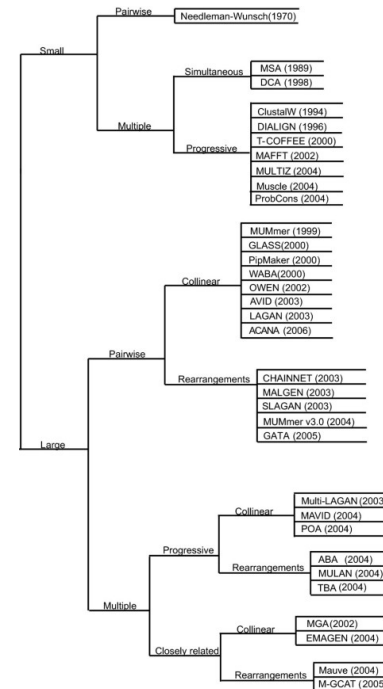 Pairwise
Needleman-Wunsch(1970)
Small
Simultaneous
MSA (1989)
DCA (1998)
Multiple
Progressive
ClustalW (1994)
DIALIGN (1996)
T-COFFEE (2000)
MAFFT (2002)
MULTIZ (2004)
Muscle (2004)
ProbCons (2004)
MUMmer (1999)
GLASS(2000)
PipMaker (2000)
WABA(2000)
Collinear
OWEN (2002)
AVID (2003)
LAGAN (2003)
ACANA (2006)
Pairwise
Rearrangements
CHAINNET (2003)
MALGEN (2003)
SLAGAN (2003)
MUMmer v3.0 (2004)
GATA (2005)
Large
Multi-LAGAN (2003
Collinear
MAVID (2004)
POA (2004)
Progressive
ABA (2004)
Rearrangements
MULAN (2004)
TBA (2004)
Multiple
MGA(2002)
Collinear
EMAGEN (2004)
Closely related
Mauve (2004)
Rearrangements
M-GCAT (2005